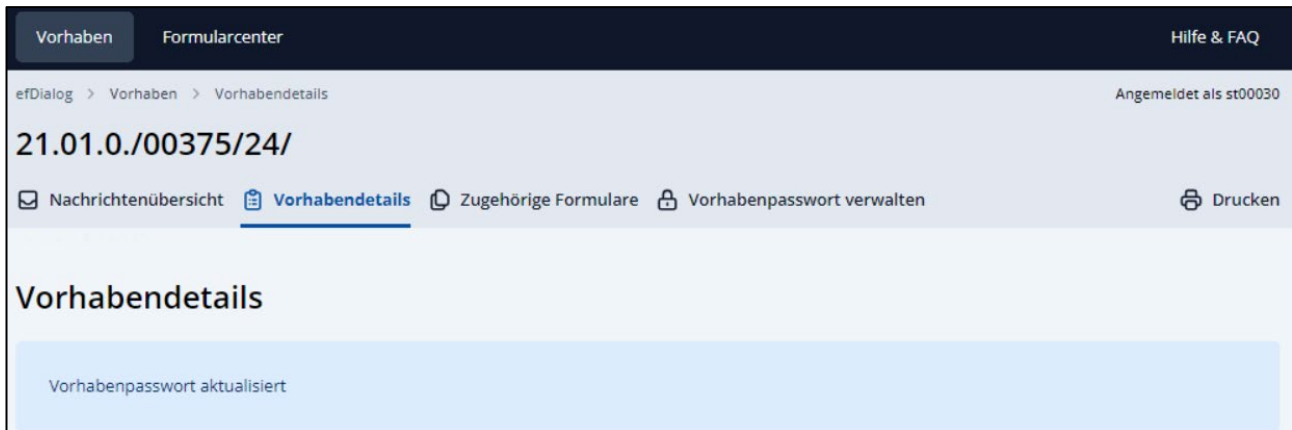 Vorhaben Formularcenter Hilfe & FAQ
efDialog > Vorhaben > Vorhabendetails Angemeldet als st00030
21.01.0./00375/24/
Nachrichtenübersicht Vorhabendetails Zugehörige Formulare Vorhabenpasswort verwalten Drucken
Vorhabendetails
Vorhabenpasswort aktualisiert